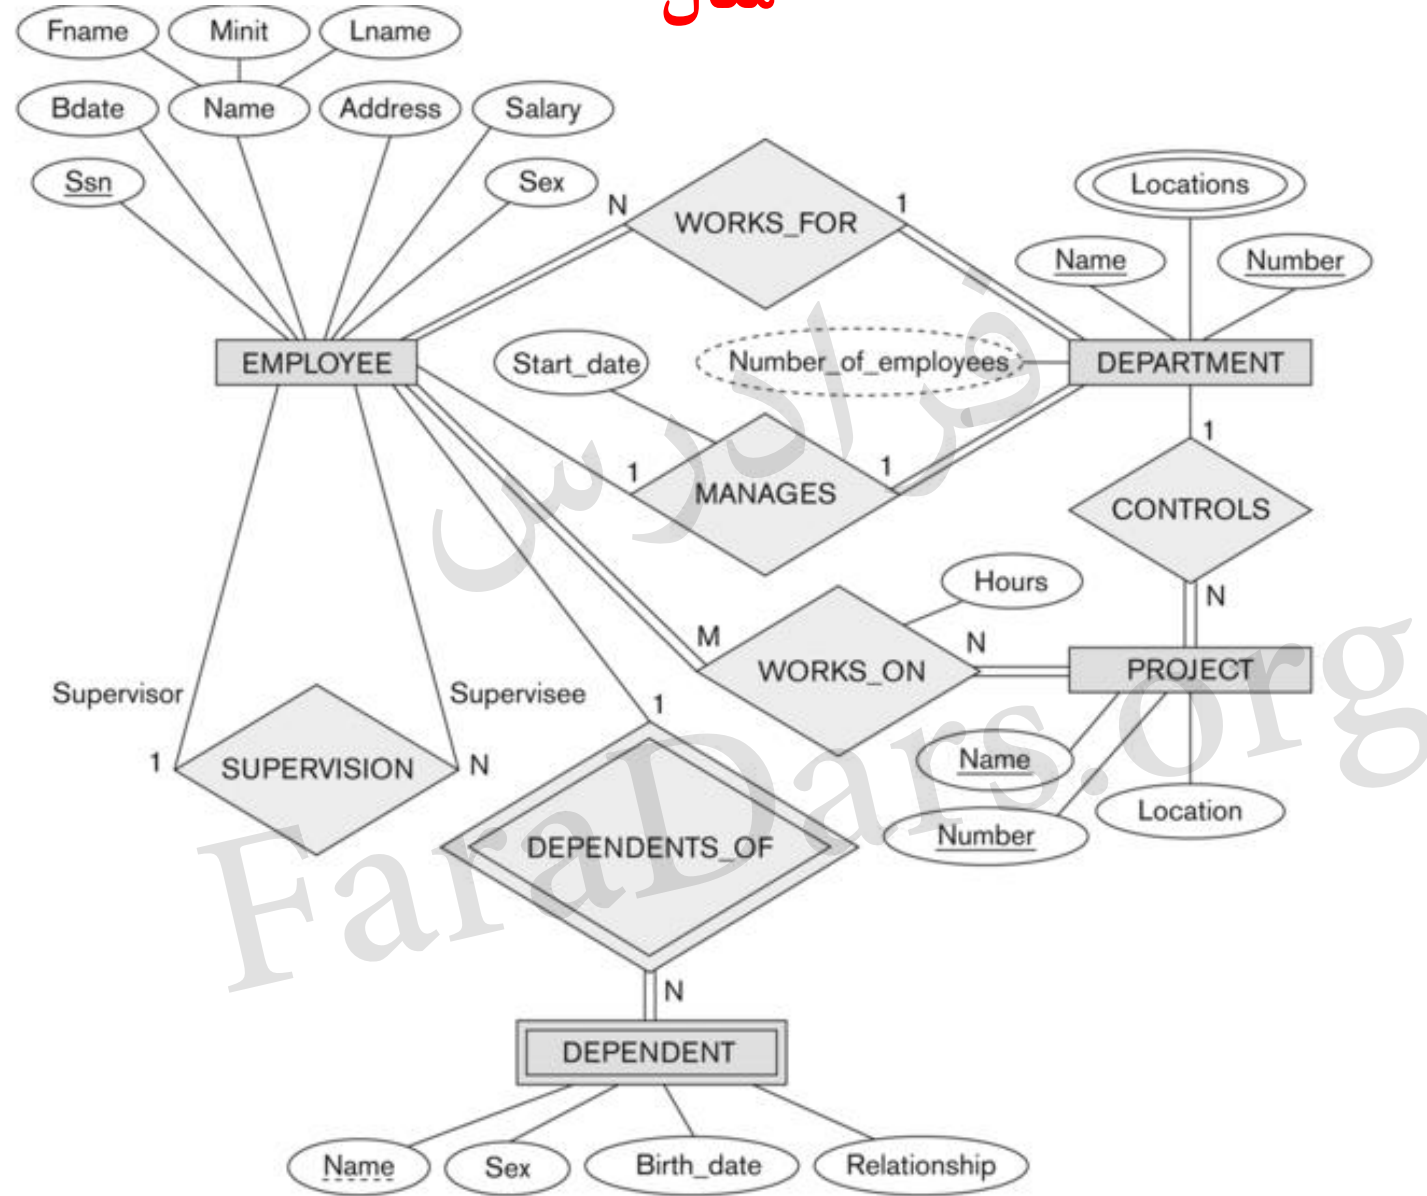 مثال
Fname Minit Lname
Bdate Name Address Salary
Ssn Sex
N WORKS_FOR 1 Locations
Name Number
EMPLOYEE Start_date Number_of_employees DEPARTMENT
1 MANAGES 1 1
CONTROLS
Hours
N
M N
WORKS_ON PROJECT
Supervisor Supervisee
1
1 SUPERVISION N
Name
Location
Number
DEPENDENTS_OF
N
DEPENDENT
Name Sex Birth_date Relationship
فرادرس
FaraDars.org